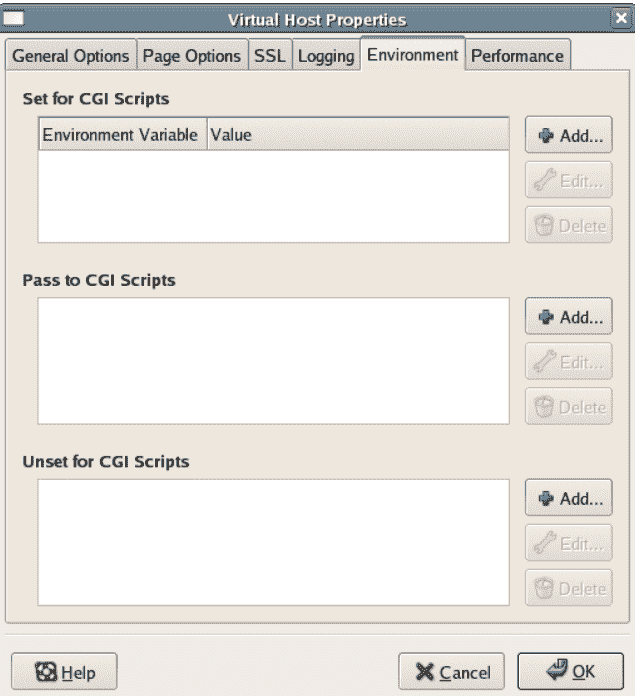 Virtual Host Properties
General Options Page Options SSL Logging Environment Performance
Set for CGI Scripts
Environment Variable Value
Add...
Edit...
Delete
Pass to CGI Scripts
Add...
Edit...
Delete
Unset for CGI Scripts
Add...
Edit...
Delete
Help Cancel OK